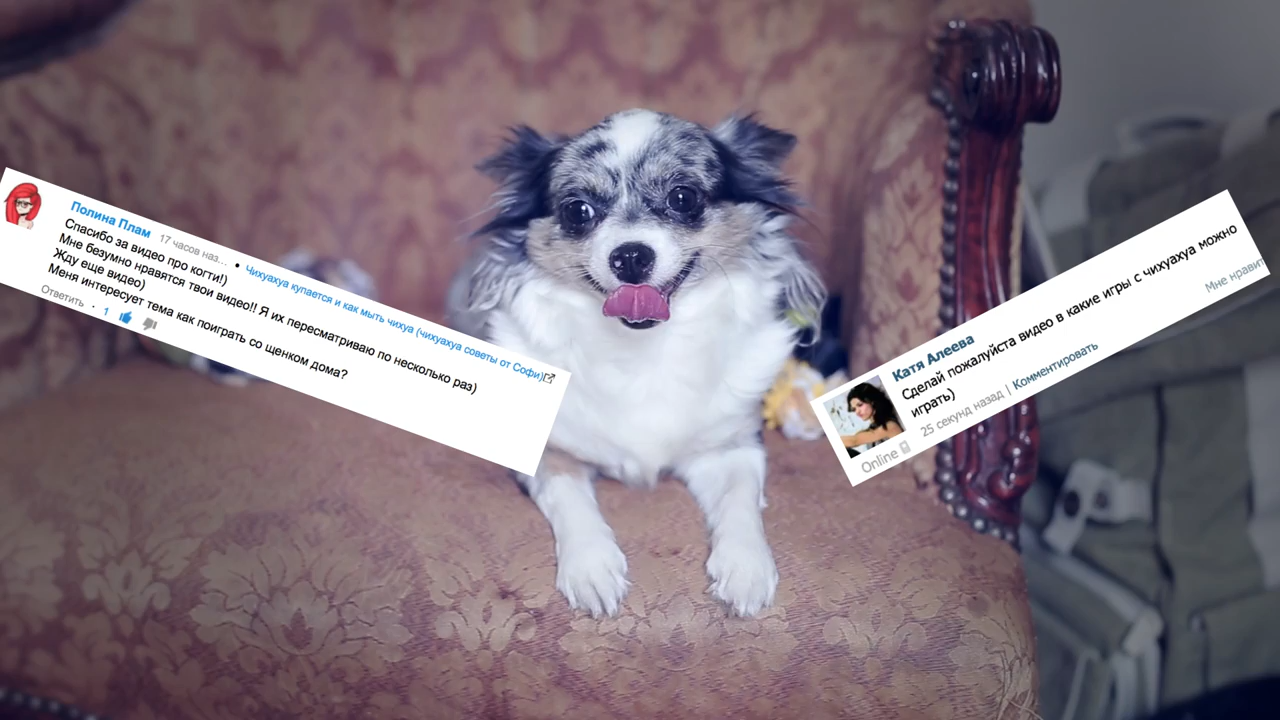 Полина Плам 17 часов наз... • Чихуахуа купается и как мыть чихуа (чихуахуа советы от Софи)
Спасибо за видео про когти!)
Мне безумно нравятся твои видео!! Я их пересматриваю по несколько раз)
Жду еще видео)
Меня интересует тема как поиграть со щенком дома?
Ответить · 1
Катя Алеева
Сделай пожалуйста видео в какие игры с чихуахуа можно
играть)
25 секунд назад | Комментировать
Мне нравит
Online